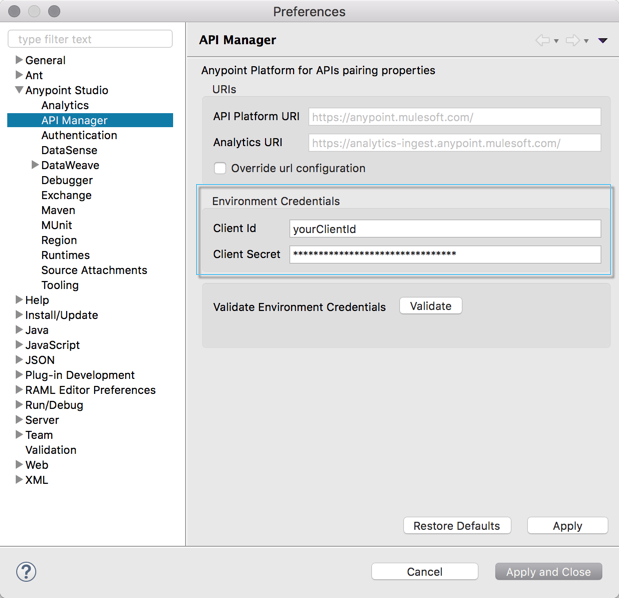 Preferences
type filter text
General
Ant
Anypoint Studio
Analytics
API Manager
Authentication
DataSense
DataWeave
Debugger
Exchange
Maven
MUnit
Region
Runtimes
Source Attachments
Tooling
Help
Install/Update
Java
JavaScript
JSON
Plug-in Development
RAML Editor Preferences
Run/Debug
Server
Team
Validation
Web
XML
API Manager
Anypoint Platform for APIs pairing properties
URIs
API Platform URI https://anypoint.mulesoft.com/
Analytics URI https://analytics-ingest.anypoint.mulesoft.com/
Override url configuration
Environment Credentials
Client Id yourClientId
Client Secret ********************************
Validate Environment Credentials Validate
Restore Defaults Apply
? Cancel Apply and Close